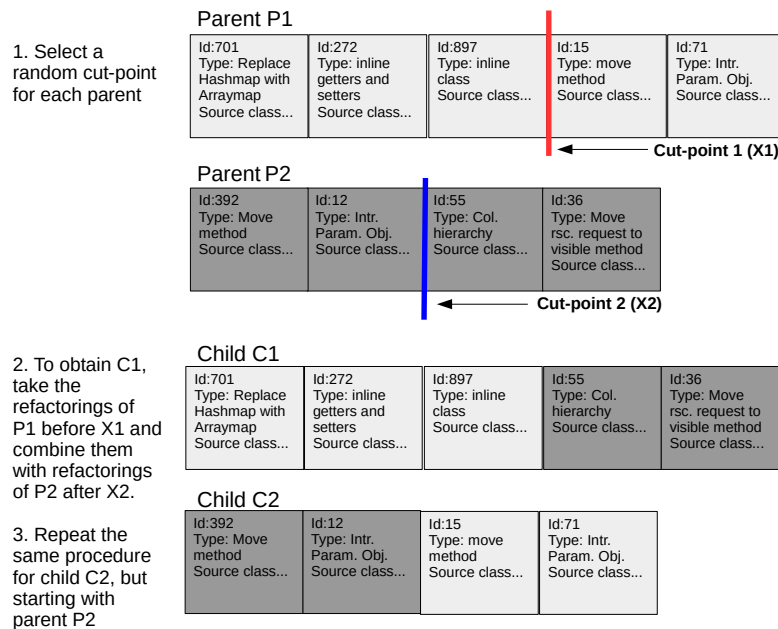 Parent P1
1. Select a
random cut-point
for each parent
Id:701
Type: Replace
Hashmap with
Arraymap
Source class...
Id:272
Type: inline
getters and
setters
Source class...
Id:897
Type: inline
class
Source class...
Id:15
Type: move
method
Source class...
Id:71
Type: Intr.
Param. Obj.
Source class...
Cut-point 1 (X1)
Parent P2
Id:392
Type: Move
method
Source class...
Id:12
Type: Intr.
Param. Obj.
Source class...
Id:55
Type: Col.
hierarchy
Source class...
Id:36
Type: Move
rsc. request to
visible method
Source class...
Cut-point 2 (X2)
2. To obtain C1,
take the
refactorings of
P1 before X1 and
combine them
with refactorings
of P2 after X2.
Child C1
Id:701
Type: Replace
Hashmap with
Arraymap
Source class...
Id:272
Type: inline
getters and
setters
Source class...
Id:897
Type: inline
class
Source class...
Id:55
Type: Col.
hierarchy
Source class...
Id:36
Type: Move
rsc. request to
visible method
Source class...
3. Repeat the
same procedure
for child C2, but
starting with
parent P2
Child C2
Id:392
Type: Move
method
Source class...
Id:12
Type: Intr.
Param. Obj.
Source class...
Id:15
Type: move
method
Source class...
Id:71
Type: Intr.
Param. Obj.
Source class...